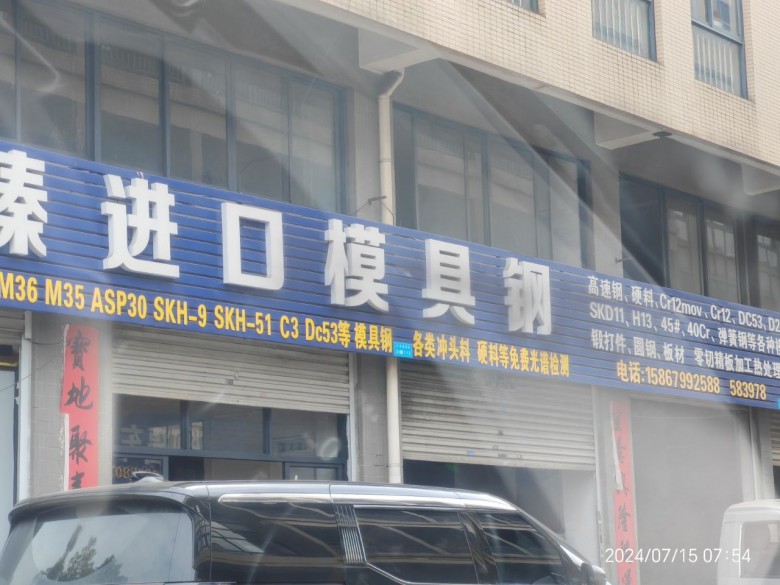 進口模具钢
M36 M35 ASP30 SKH-9 SKH-51 C3 Dc53等 模具钢 各类冲头料 硬料等免费光谱检测
高速钢、硬料、Cr12mov、Cr12、DC53、
SKD11、H13、45#、40Cr、弹簧钢等各种
锻打件、圆钢、板材 零切精板加工热处理
电话:15867992588 583978
寶地聚
2024/07/15 07:54